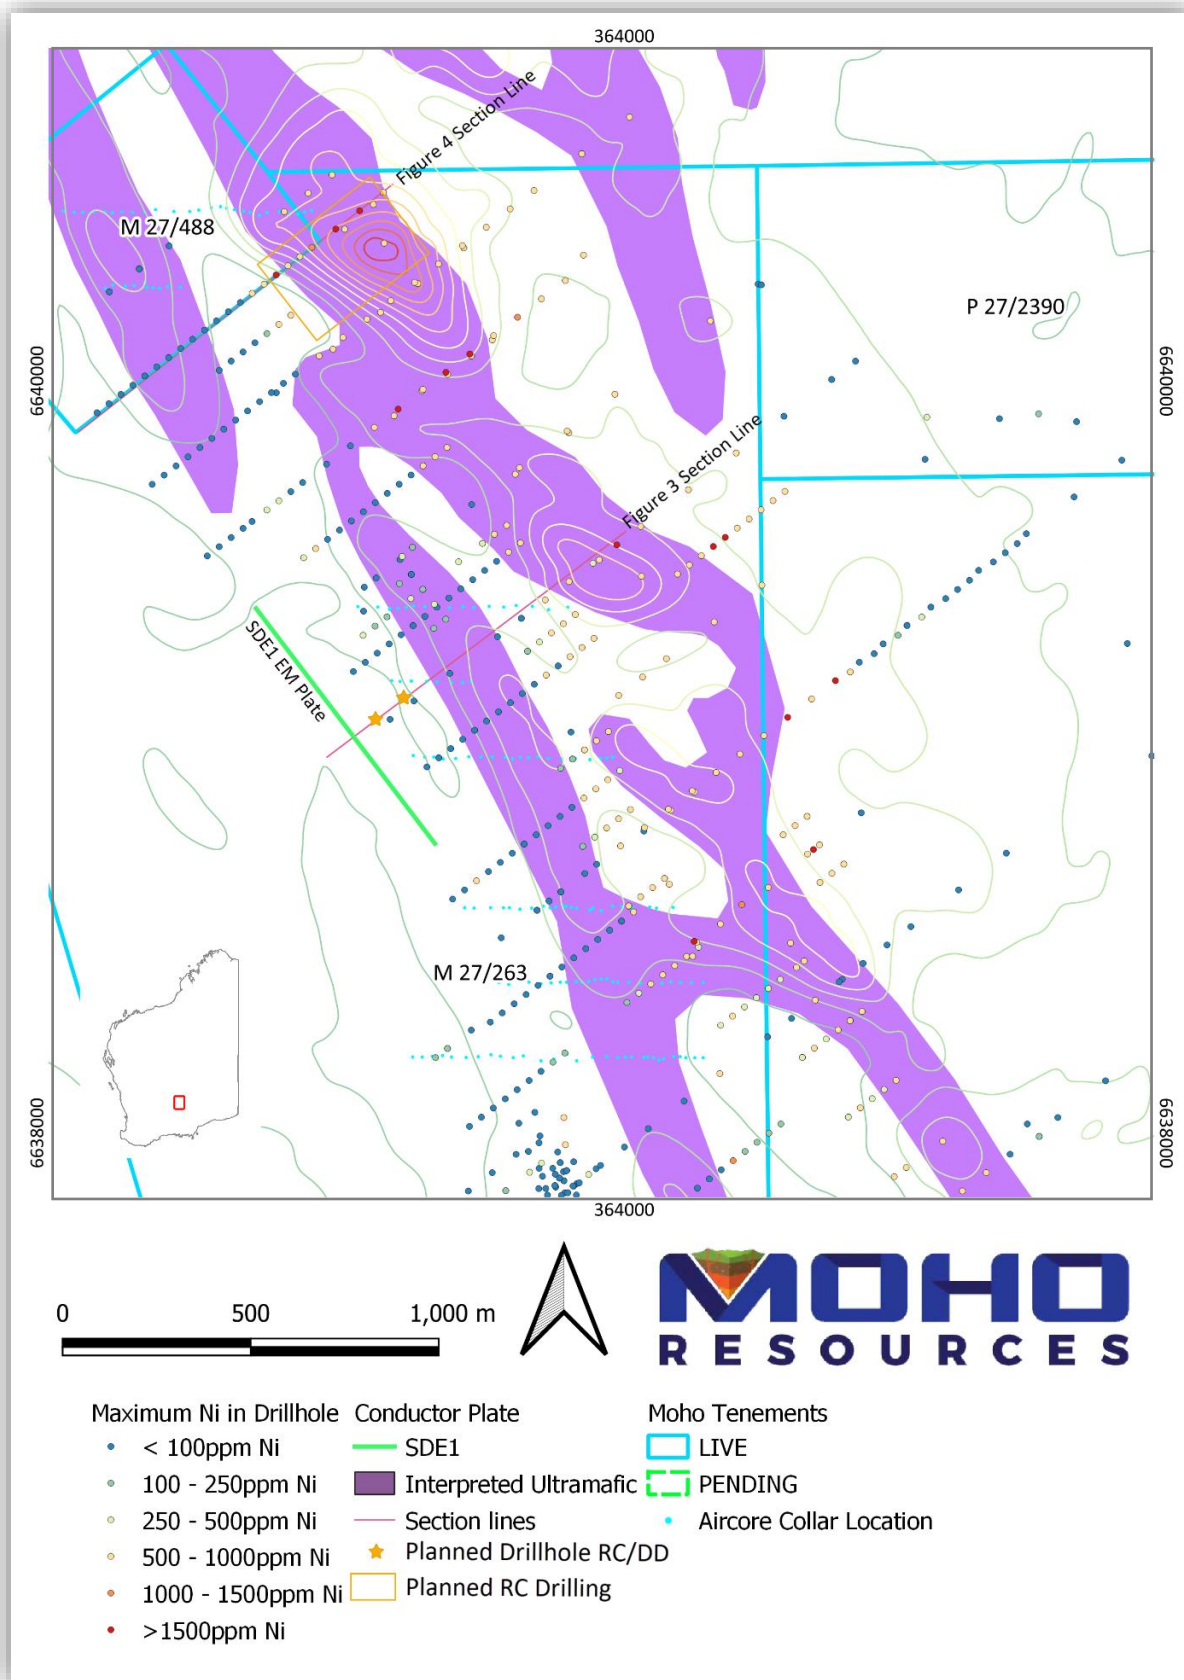 364000
Figure 4 Section Line
M 27/488
P 27/2390
6640000
6640000
Figure 3 Section Line
SDE1 EM Plate
M 27/263
6638000
6638000
364000
0 500 1,000 m
MOHO
RESOURCES
Maximum Ni in Drillhole
< 100ppm Ni
100 - 250ppm Ni
250 - 500ppm Ni
500 - 1000ppm Ni
1000 - 1500ppm Ni
>1500ppm Ni
Conductor Plate
SDE1
Interpreted Ultramafic
Section lines
Planned Drillhole RC/DD
Planned RC Drilling
Moho Tenements
LIVE
PENDING
Aircore Collar Location